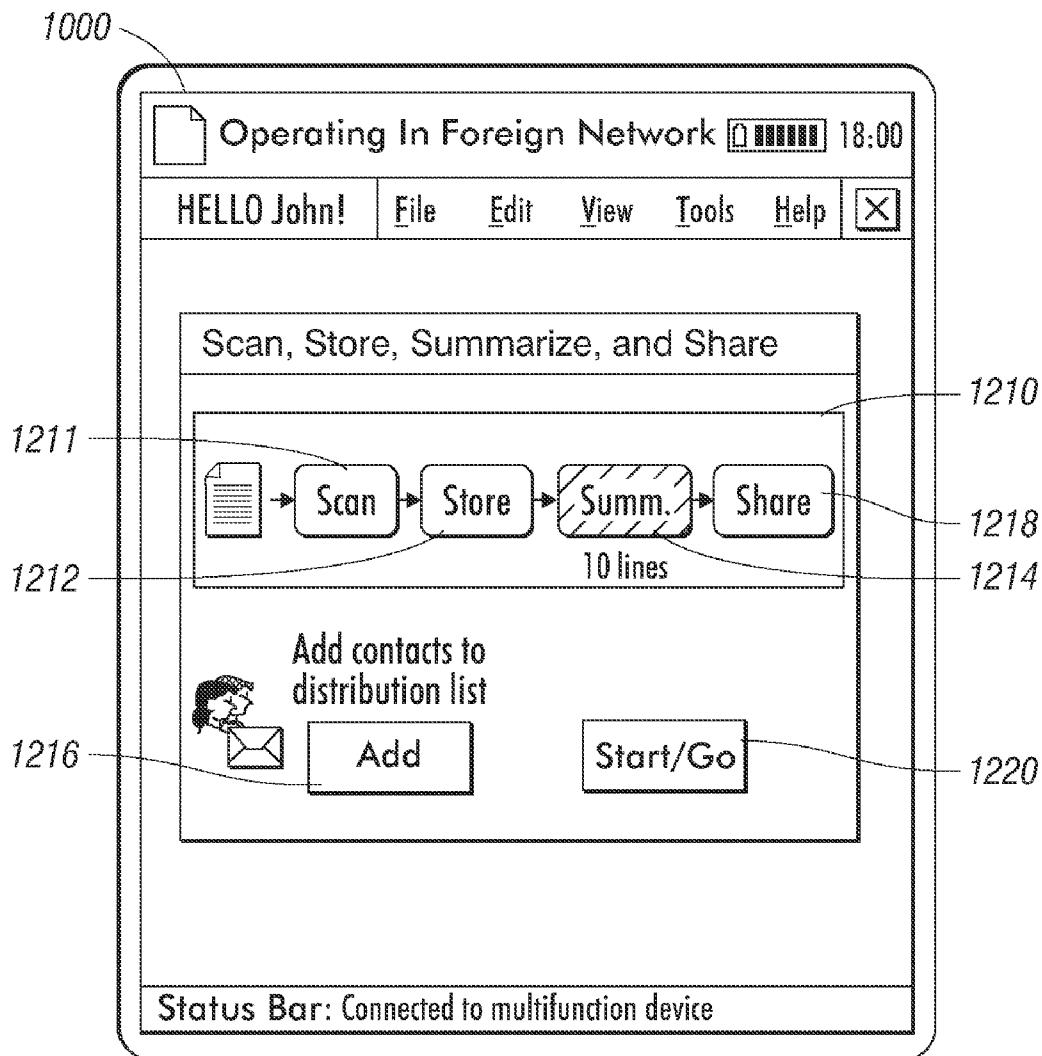 1000
Operating In Foreign Network 18:00
HELLO John! File Edit View Tools Help
Scan, Store, Summarize, and Share
1210
1211
Scan Store Summ. Share
1218
1212
10 lines
1214
Add contacts to
distribution list
1216
Add Start/Go
1220
Status Bar: Connected to multifunction device